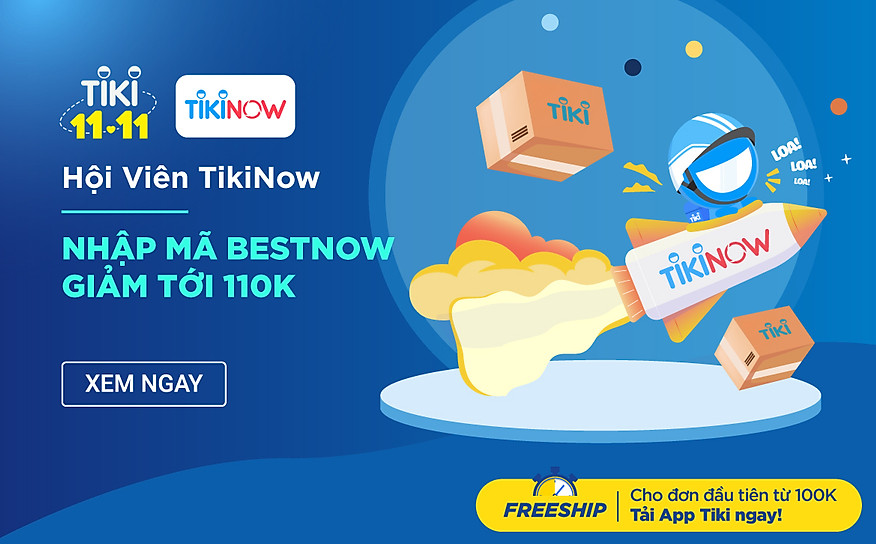 TIKI
11.11
TIKINOW
Hội Viên TikiNow
NHẬP MÃ BESTNOW
GIẢM TỚI 110K
XEM NGAY
TIKI
LOA!
LOA!
LOA!
TIKI
TIKINOW
TIKI
FREESHIP
Cho đơn đầu tiên từ 100K
Tải App Tiki ngay!